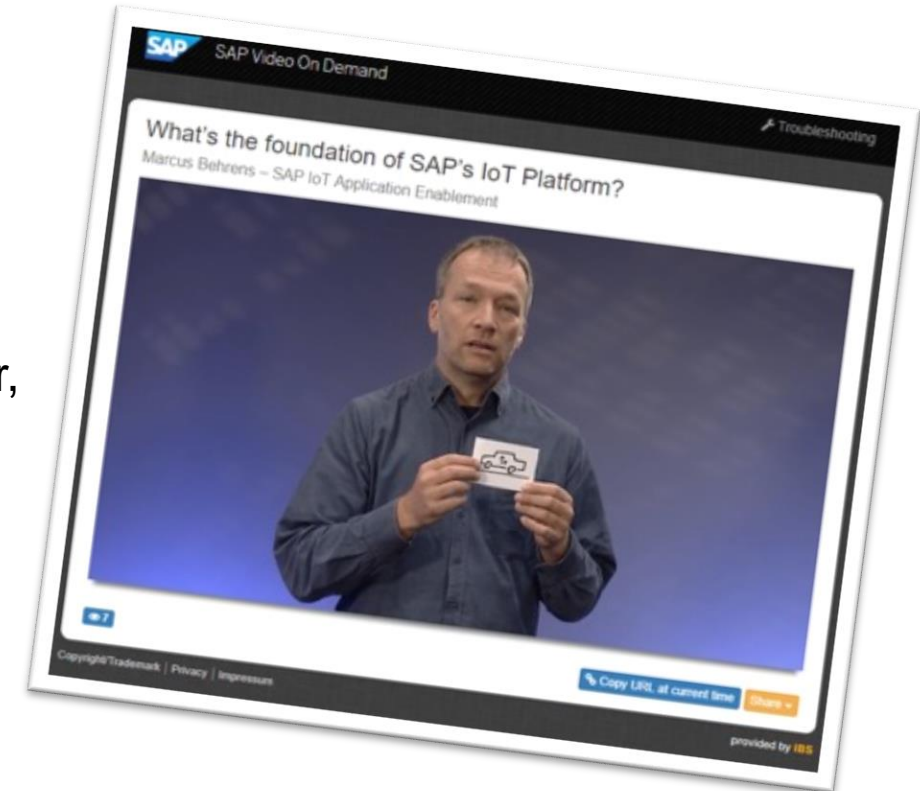 SAP
SAP Video On Demand
Troubleshooting
What's the foundation of SAP's IoT Platform?
Marcus Behrens – SAP IoT Application Enablement
r,
7
Copy URL at current time
Share
Copyright/Trademark | Privacy | Impressum
provided by IBS